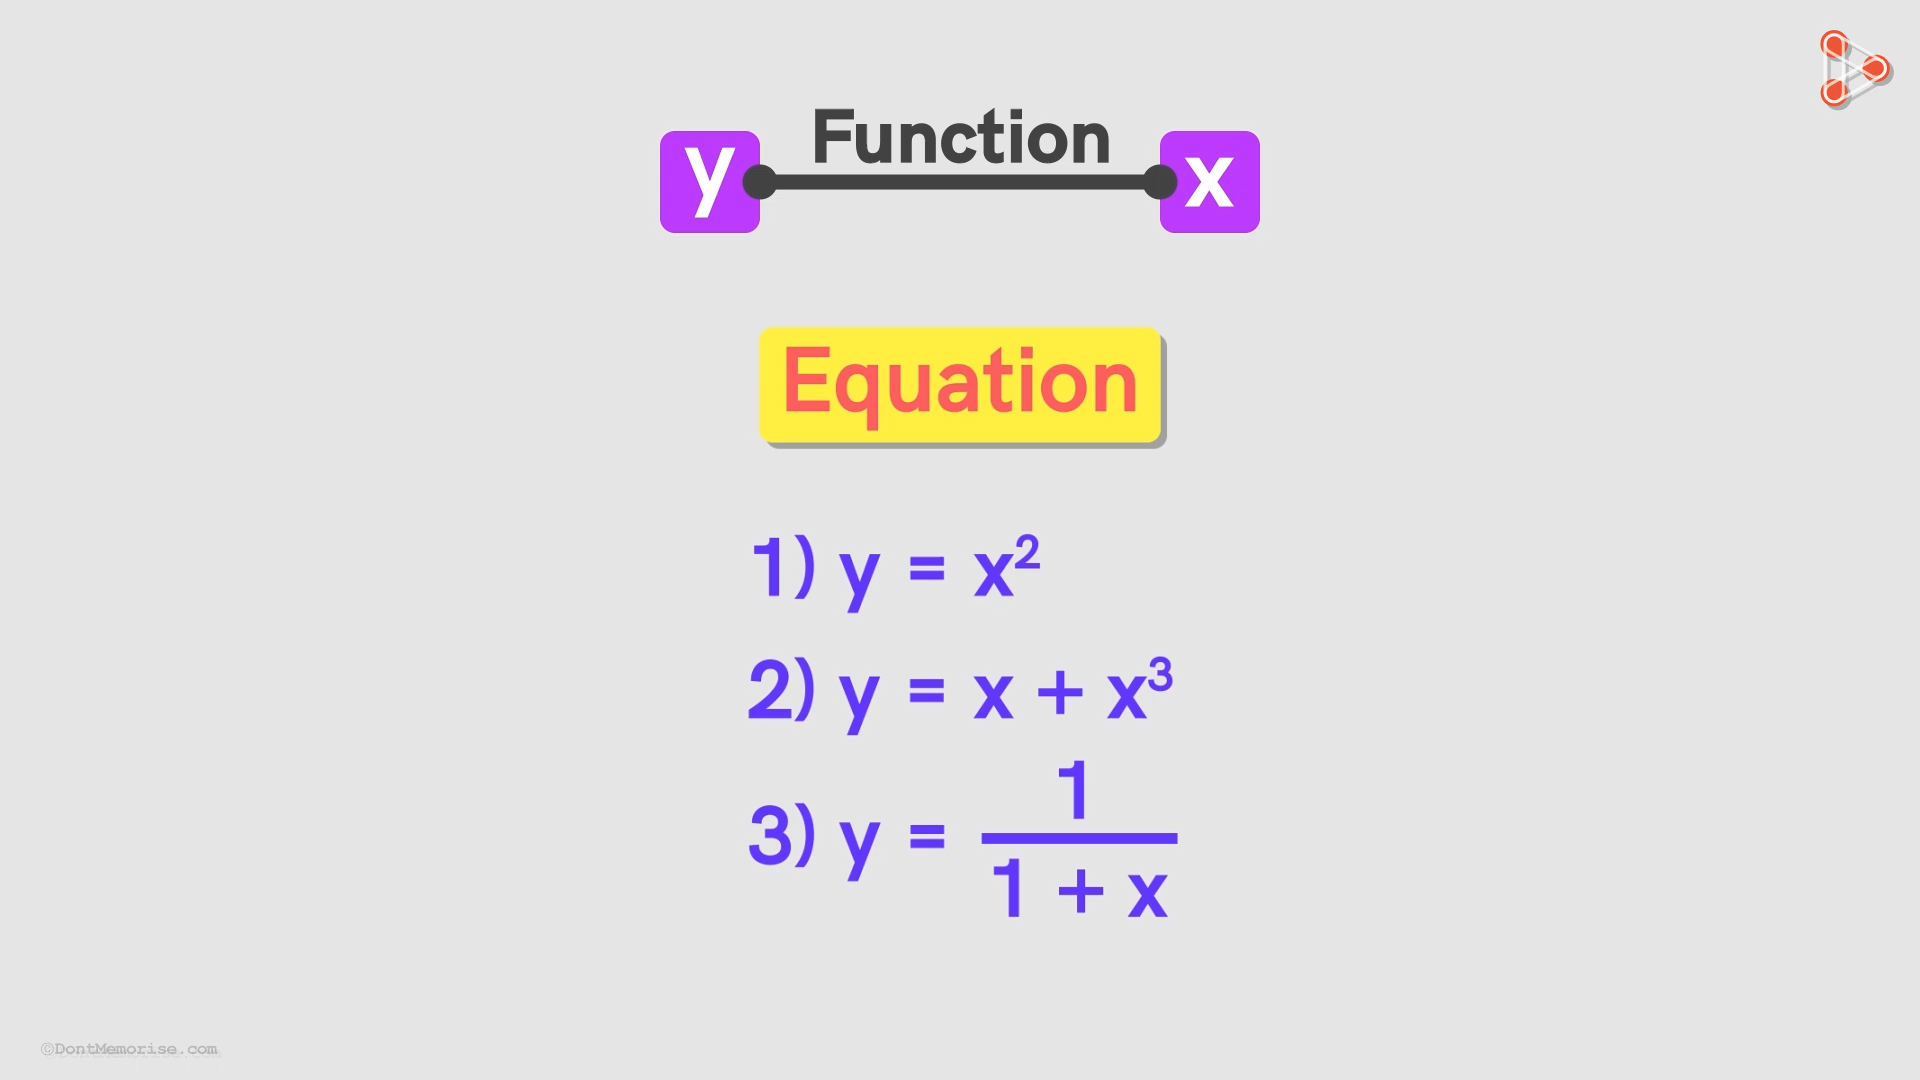 Function
y x
Equation
1) y = x²
2) y = x + x³
3) y = 1
1 + x
©DontMemorise.com